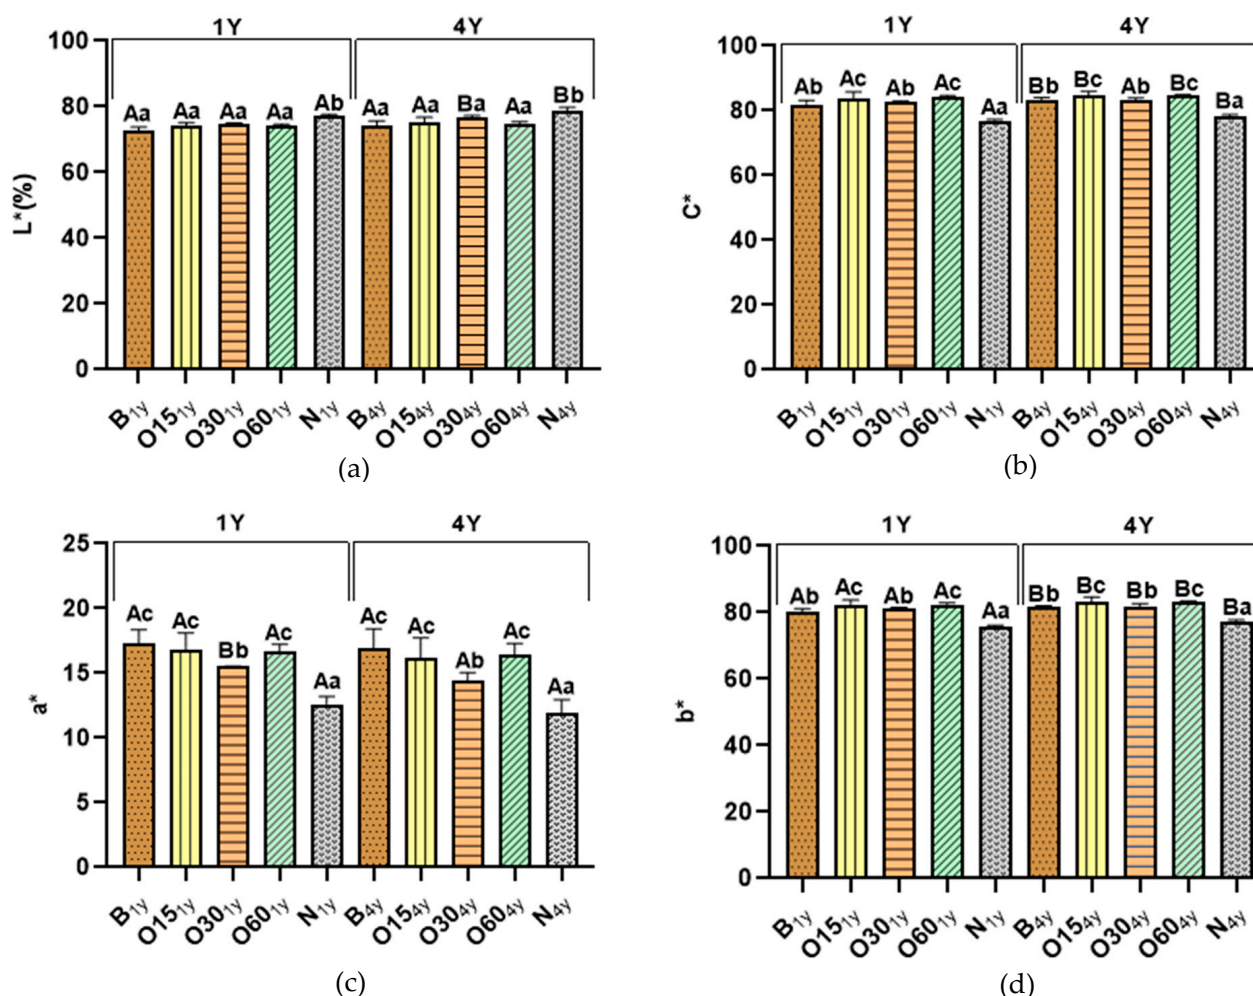 1Y 4Y
100
80
60
40
20
0
L*(%)
Aa Aa Aa Aa Ab Aa Aa Ba Aa Bb
B1y O151y O301y O601y N1y B4y O154y O304y O604y N4y
(a)
1Y 4Y
100
80
60
40
20
0
C*
Ab Ac Ab Ac Aa Bb Bc Ab Bc Ba
B1y O151y O301y O601y N1y B4y O154y O304y O604y N4y
(b)
1Y 4Y
25
20
15
10
5
0
a*
Ac Ac Bb Ac Aa Ac Ac Ab Ac Aa
B1y O151y O301y O601y N1y B4y O154y O304y O604y N4y
(c)
1Y 4Y
100
80
60
40
20
0
b*
Ab Ac Ab Ac Aa Bb Bc Bb Bc Ba
B1y O151y O301y O601y N1y B4y O154y O304y O604y N4y
(d)